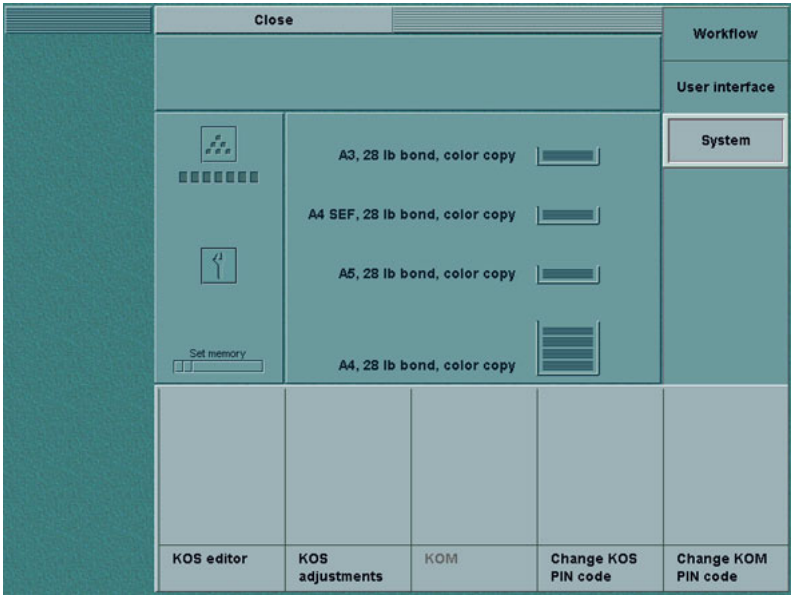 Close
Workflow
User interface
System
A3, 28 lb bond, color copy
A4 SEF, 28 lb bond, color copy
A5, 28 lb bond, color copy
Set memory
A4, 28 lb bond, color copy
KOS editor
KOS
adjustments
KOM
Change KOS
PIN code
Change KOM
PIN code